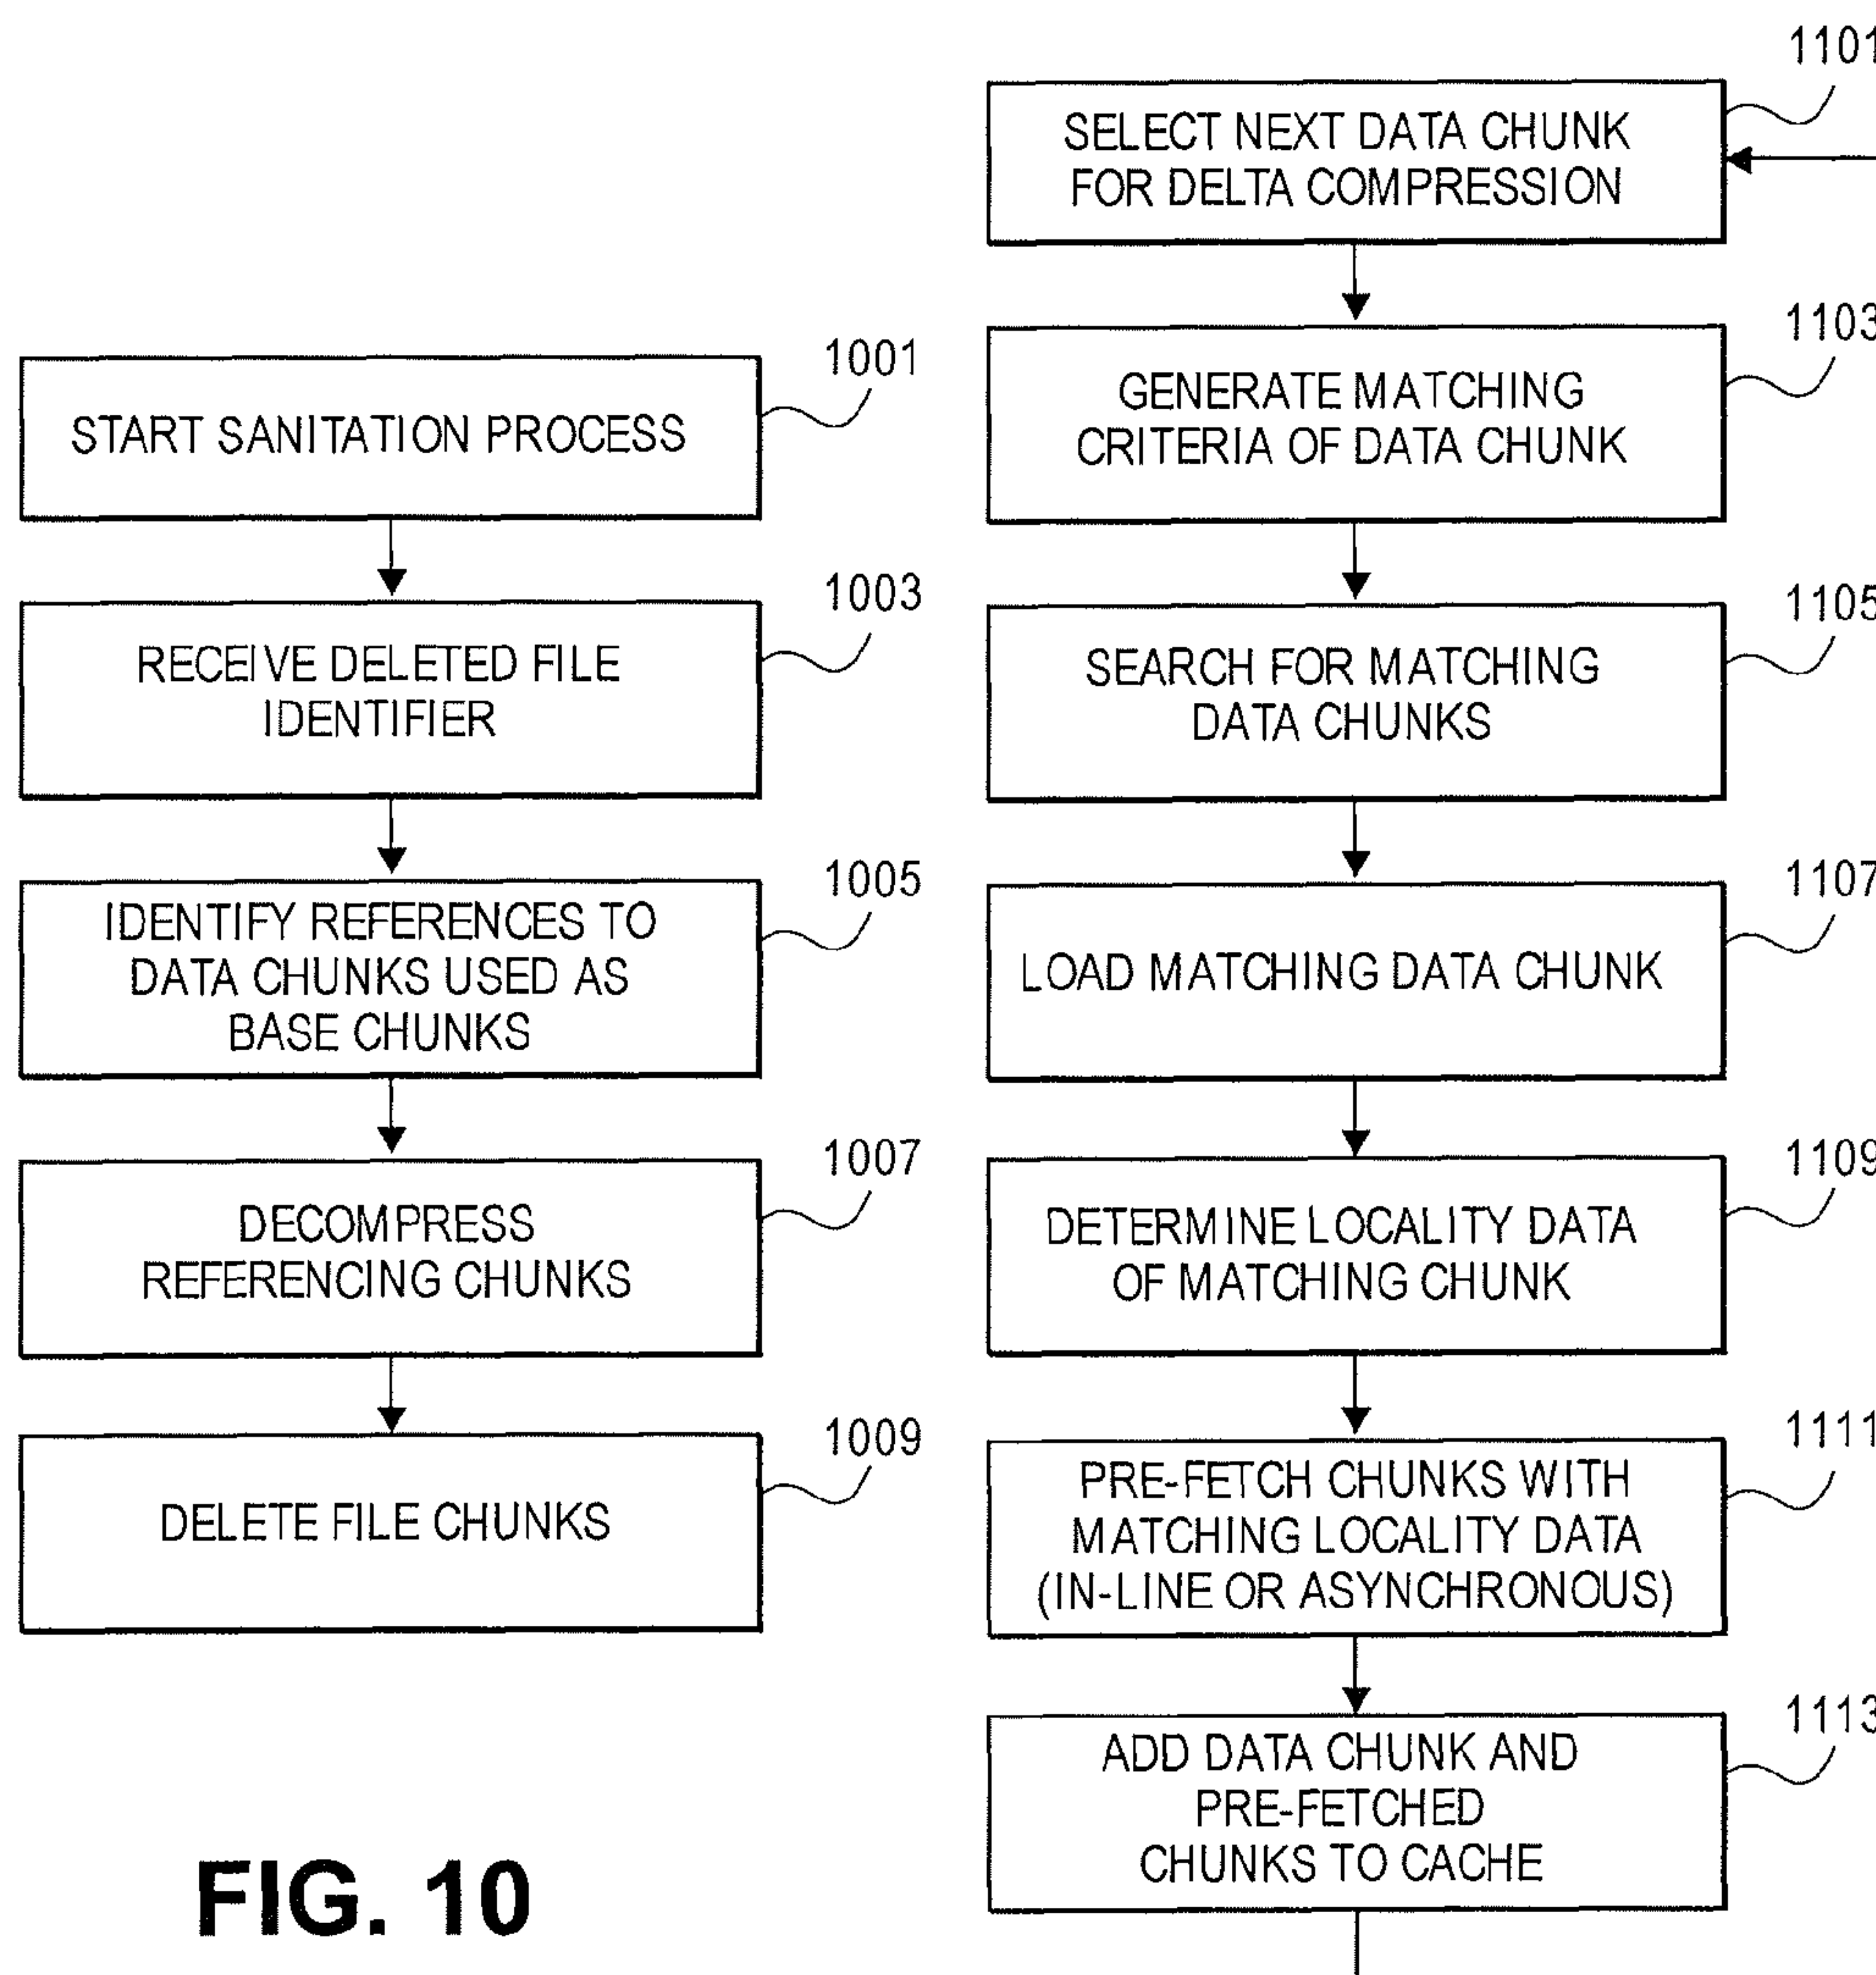 1001
START SANITATION PROCESS
1003
RECEIVE DELETED FILE
IDENTIFIER
1005
IDENTIFY REFERENCES TO
DATA CHUNKS USED AS
BASE CHUNKS
1007
DECOMPRESS
REFERENCING CHUNKS
1009
DELETE FILE CHUNKS
FIG. 10
1101
SELECT NEXT DATA CHUNK
FOR DELTA COMPRESSION
1103
GENERATE MATCHING
CRITERIA OF DATA CHUNK
1105
SEARCH FOR MATCHING
DATA CHUNKS
1107
LOAD MATCHING DATA CHUNK
1109
DETERMINE LOCALITY DATA
OF MATCHING CHUNK
1111
PRE-FETCH CHUNKS WITH
MATCHING LOCALITY DATA
(IN-LINE OR ASYNCHRONOUS)
1113
ADD DATA CHUNK AND
PRE-FETCHED
CHUNKS TO CACHE